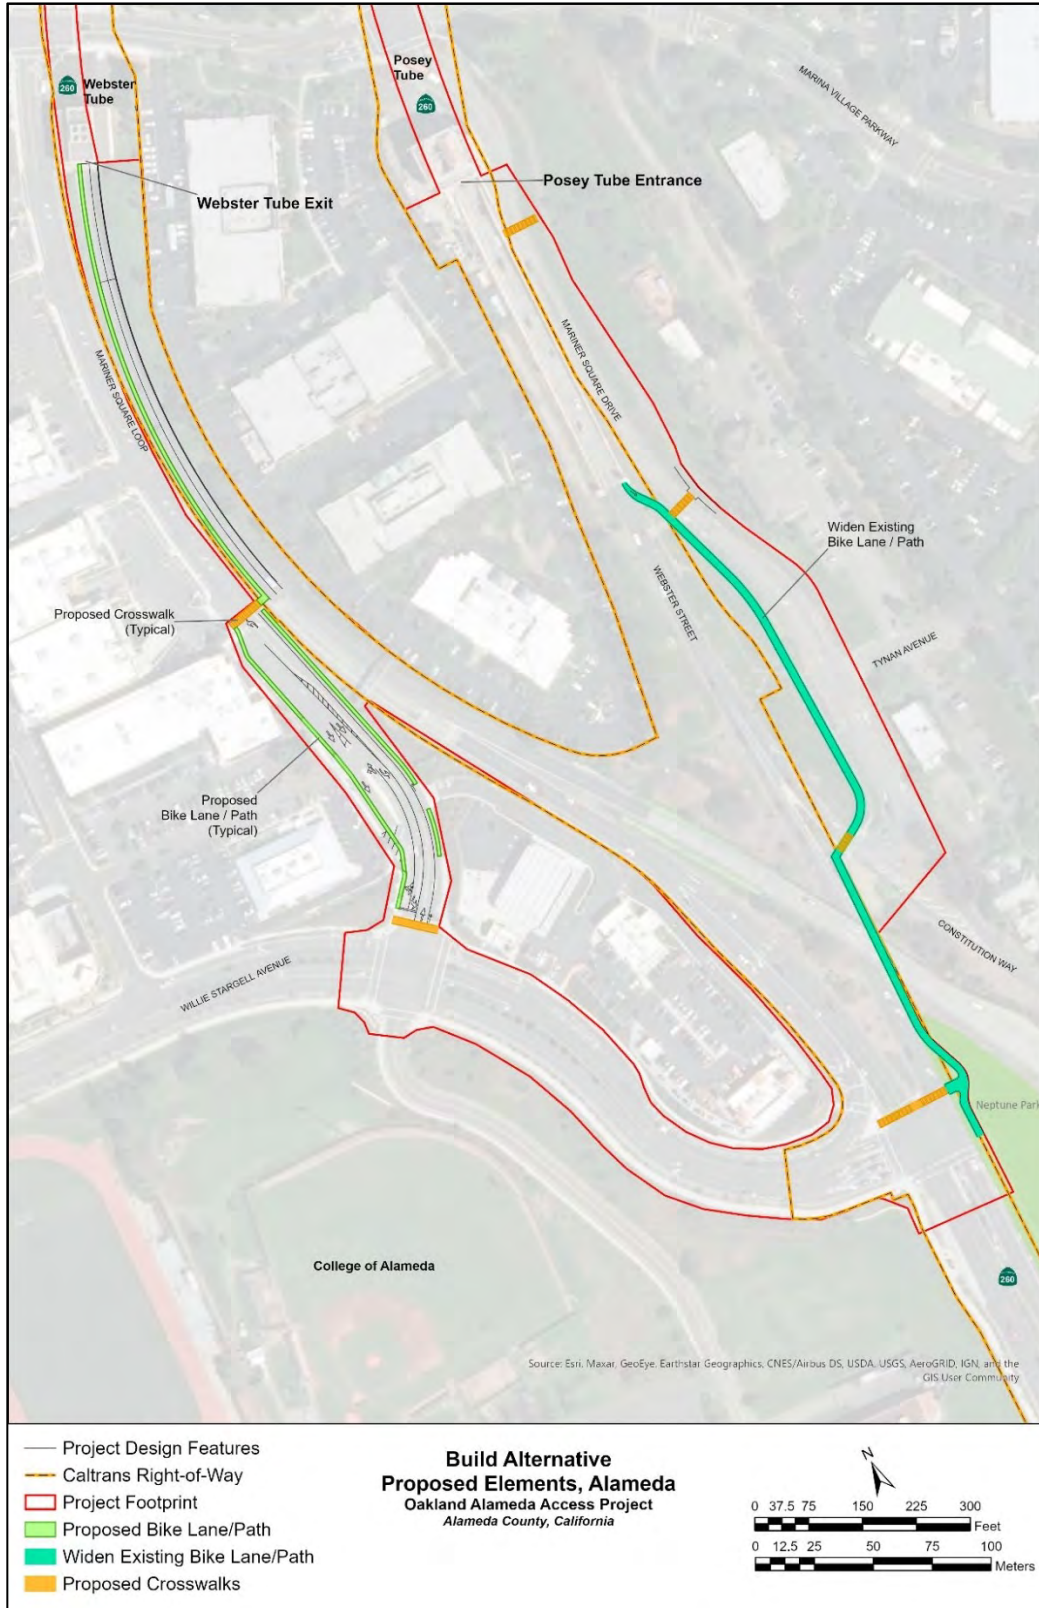 260
Webster
Tube
Posey
Tube
260
MARINA VILLAGE PARKWAY
Webster Tube Exit
Posey Tube Entrance
MARINER SQUARE LOOP
MARINER SQUARE DRIVE
Widen Existing
Bike Lane / Path
WEBSTER STREET
Proposed Crosswalk
(Typical)
TYNAN AVENUE
Proposed
Bike Lane / Path
(Typical)
CONSTITUTION WAY
WILLIE STARGELL AVENUE
Neptune Park
College of Alameda
260
Source: Esri, Maxar, GeoEye, Earthstar Geographics, CNES/Airbus DS, USDA, USGS, AeroGRID, IGN, and the
GIS User Community
Project Design Features
Caltrans Right-of-Way
Project Footprint
Proposed Bike Lane/Path
Widen Existing Bike Lane/Path
Proposed Crosswalks
Build Alternative
Proposed Elements, Alameda
Oakland Alameda Access Project
Alameda County, California
N
0 37.5 75 150 225 300
Feet
0 12.5 25 50 75 100
Meters